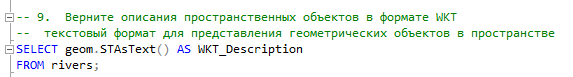 -- 9.  Верните описания пространственных объектов в формате WKT
--  текстовый формат для представления геометрических объектов в пространстве
SELECT geom.STAsText() AS WKT_Description
FROM rivers;